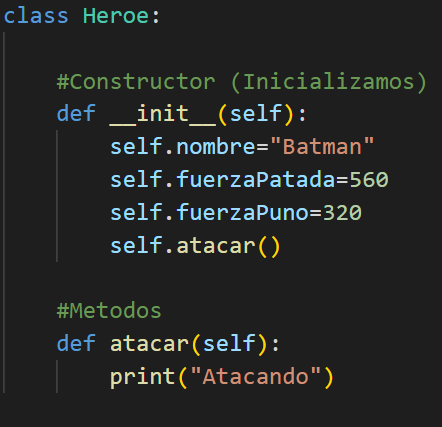 class Heroe:
#Constructor (Inicializamos)
def __init__(self):
self.nombre="Batman"
self.fuerzaPatada=560
self.fuerzaPuno=320
self.atacar()
#Metodos
def atacar(self):
print("Atacando")